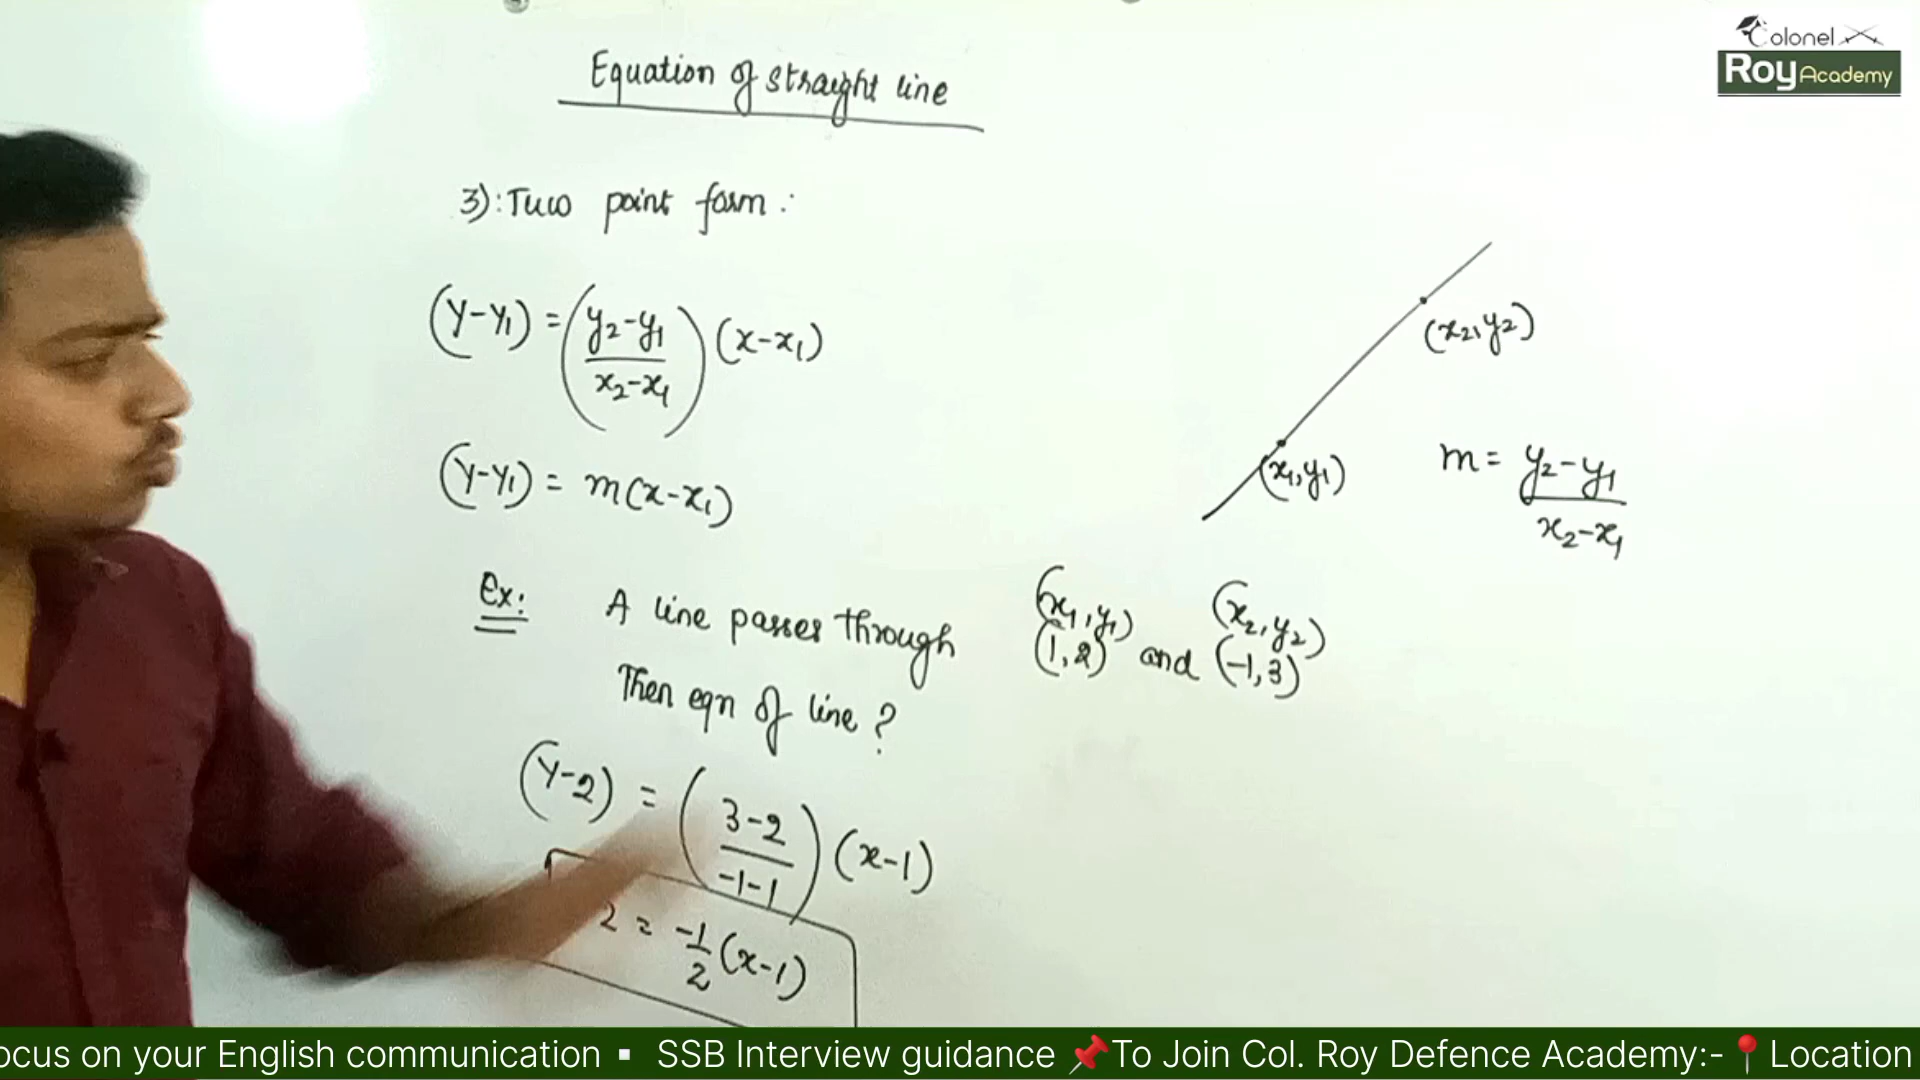 Colonel
Roy Academy
Equation of straight line
3): Two point form :
(y-y₁) = (y₂-y₁ / x₂-x₁) (x-x₁)
(x₂,y₂)
(x₁,y₁)
m = y₂-y₁ / x₂-x₁
(y-y₁) = m(x-x₁)
(x₁,y₁) (x₂,y₂)
Ex: A line passes through (1,2) and (-1,3)
Then eqn of line ?
(y-2) = (3-2 / -1-1) (x-1)
2 = -1/2 (x-1)
ocus on your English communication ▪ SSB Interview guidance 📌To Join Col. Roy Defence Academy:-📍Location